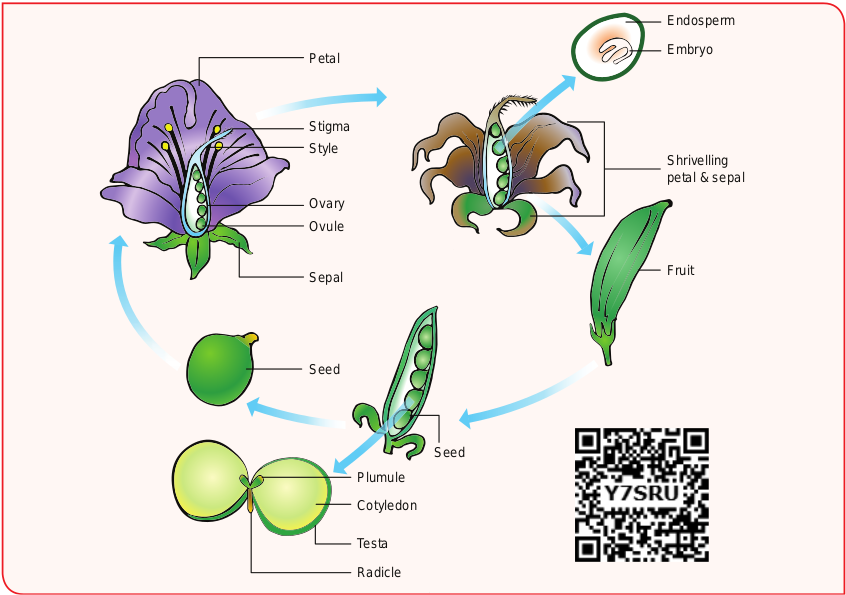 Endosperm
Embryo
Petal
Stigma
Style
Shrivelling
petal & sepal
Ovary
Ovule
Sepal
Fruit
Seed
Seed
Plumule
Cotyledon
Testa
Radicle
Y7SRU